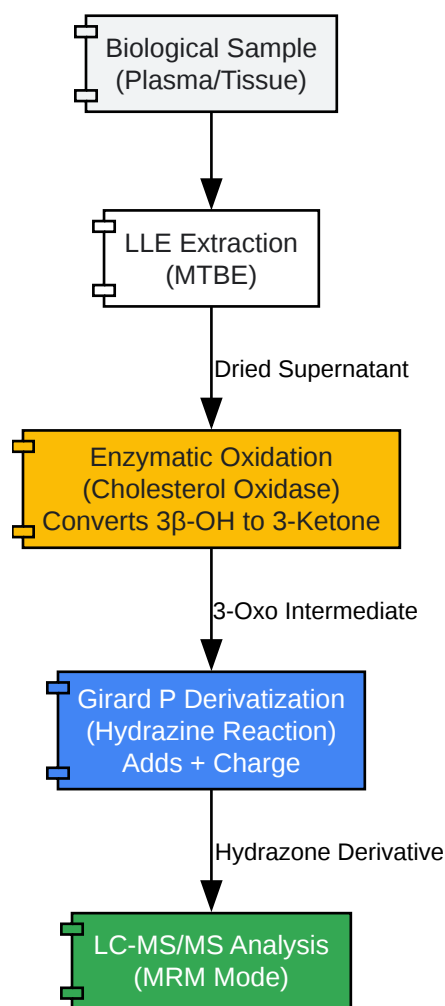 Biological Sample
(Plasma/Tissue)
LLE Extraction
(MTBE)
Dried Supernatant
Enzymatic Oxidation
(Cholesterol Oxidase)
Converts 3β-OH to 3-Ketone
3-Oxo Intermediate
Girard P Derivatization
(Hydrazine Reaction)
Adds + Charge
Hydrazone Derivative
LC-MS/MS Analysis
(MRM Mode)